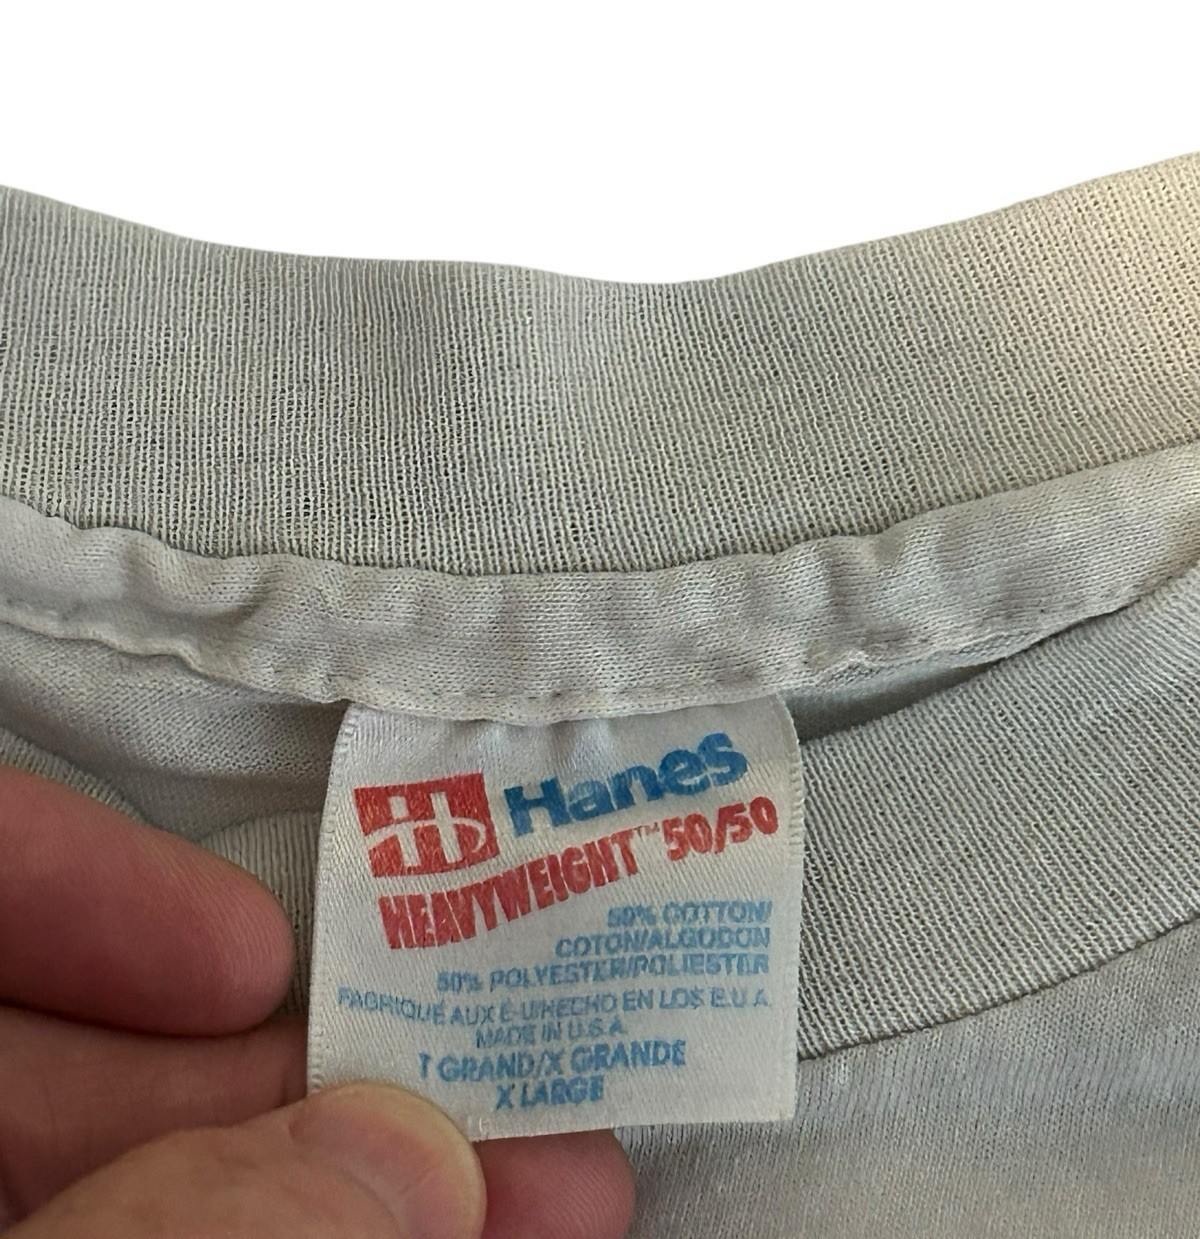 Hanes
HEAVYWEIGHT™ 50/50
50% COTTON/
COTON/ALGODON
50% POLYESTER/POLIESTER
FABRIQUÉ AUX É-U/HECHO EN LOS E.U.A.
MADE IN U.S.A.
T GRAND/X GRANDE
X LARGE